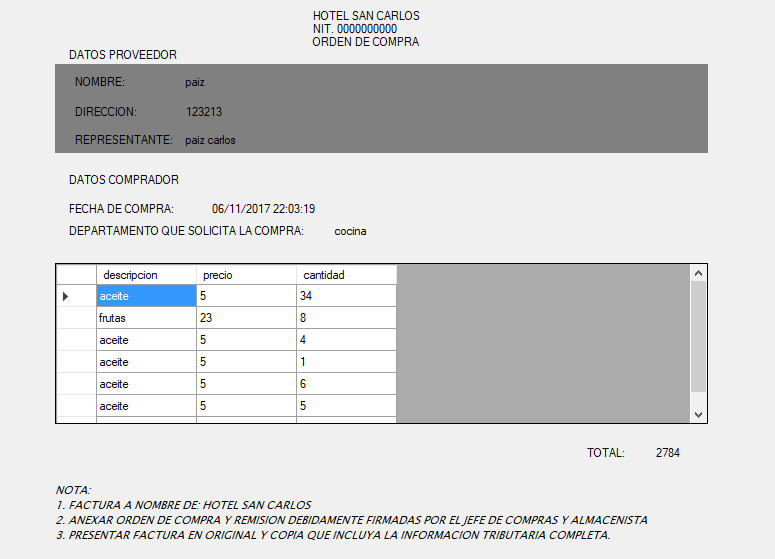 HOTEL SAN CARLOS
NIT. 0000000000
ORDEN DE COMPRA
DATOS PROVEEDOR
NOMBRE: paiz
DIRECCION: 123213
REPRESENTANTE: paiz carlos
DATOS COMPRADOR
FECHA DE COMPRA: 06/11/2017 22:03:19
DEPARTAMENTO QUE SOLICITA LA COMPRA: cocina
descripcion precio cantidad
aceite 5 34
frutas 23 8
aceite 5 4
aceite 5 1
aceite 5 6
aceite 5 5
TOTAL: 2784
NOTA:
1. FACTURA A NOMBRE DE: HOTEL SAN CARLOS
2. ANEXAR ORDEN DE COMPRA Y REMISION DEBIDAMENTE FIRMADAS POR EL JEFE DE COMPRAS Y ALMACENISTA
3. PRESENTAR FACTURA EN ORIGINAL Y COPIA QUE INCLUYA LA INFORMACION TRIBUTARIA COMPLETA.